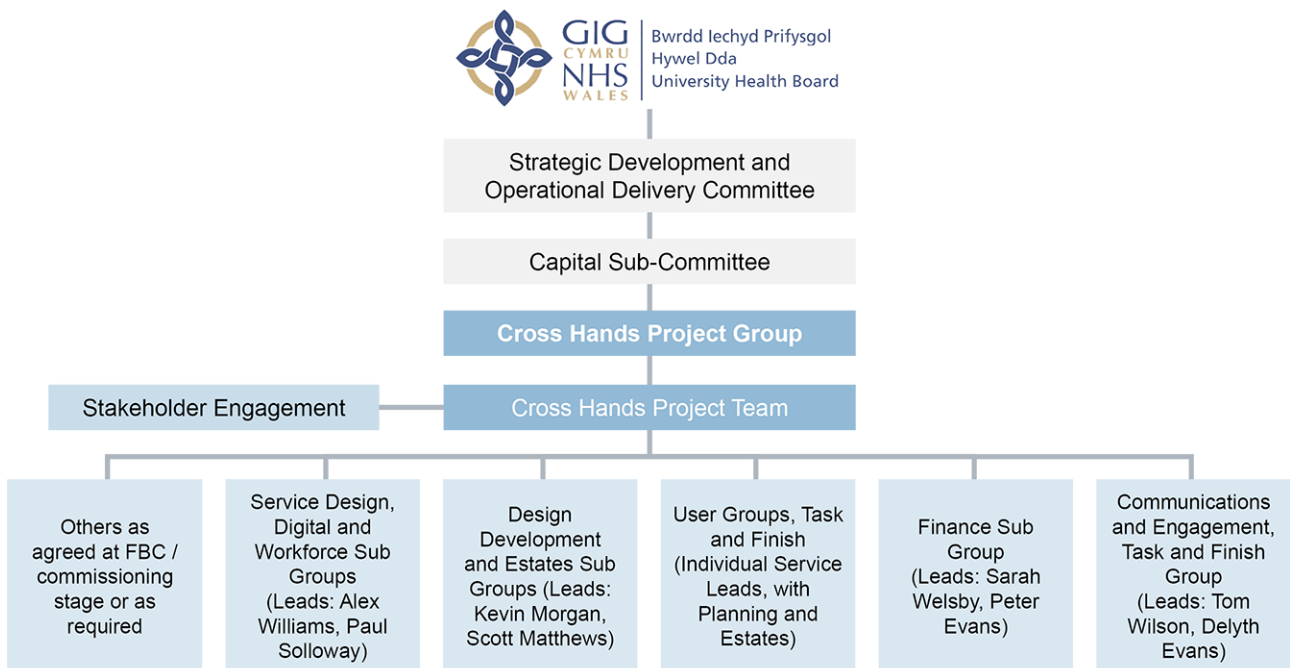 GIG
CYMRU
NHS
WALES
Bwrdd Iechyd Prifysgol
Hywel Dda
University Health Board
Strategic Development and
Operational Delivery Committee
Capital Sub-Committee
Cross Hands Project Group
Stakeholder Engagement
Cross Hands Project Team
Others as
agreed at FBC /
commissioning
stage or as
required
Service Design,
Digital and
Workforce Sub
Groups
(Leads: Alex
Williams, Paul
Solloway)
Design
Development
and Estates Sub
Groups (Leads:
Kevin Morgan,
Scott Matthews)
User Groups, Task
and Finish
(Individual Service
Leads, with
Planning and
Estates)
Finance Sub
Group
(Leads: Sarah
Welsby, Peter
Evans)
Communications
and Engagement,
Task and Finish
Group
(Leads: Tom
Wilson, Delyth
Evans)